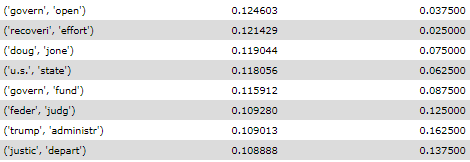 ('govern', 'open') 0.124603 0.037500
('recoveri', 'effort') 0.121429 0.025000
('doug', 'jone') 0.119044 0.075000
('u.s.', 'state') 0.118056 0.062500
('govern', 'fund') 0.115912 0.087500
('feder', 'judg') 0.109280 0.125000
('trump', 'administr') 0.109013 0.162500
('justic', 'depart') 0.108888 0.137500